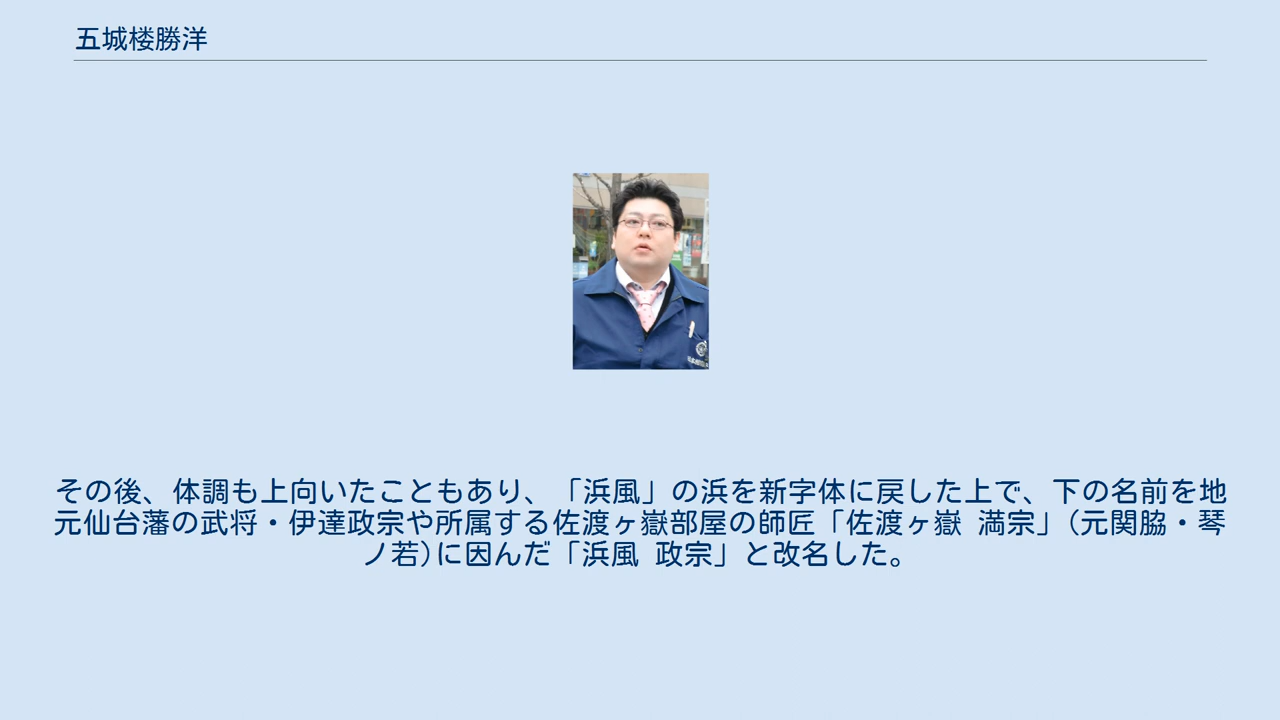 五城楼勝洋
その後、体調も上向いたこともあり、「浜風」の浜を新字体に戻した上で、下の名前を地
元仙台藩の武将・伊達政宗や所属する佐渡ヶ嶽部屋の師匠「佐渡ヶ嶽 満宗」(元関脇・琴
ノ若)に因んだ「浜風 政宗」と改名した。